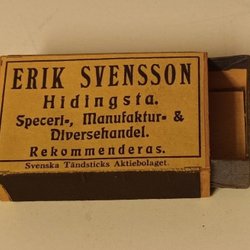 ERIK SVENSSON
Hidingsta.
Speceri-, Manufaktur- &
Diversehandel.
Rekommenderas.
Svenska Tändsticks Aktiebolaget.